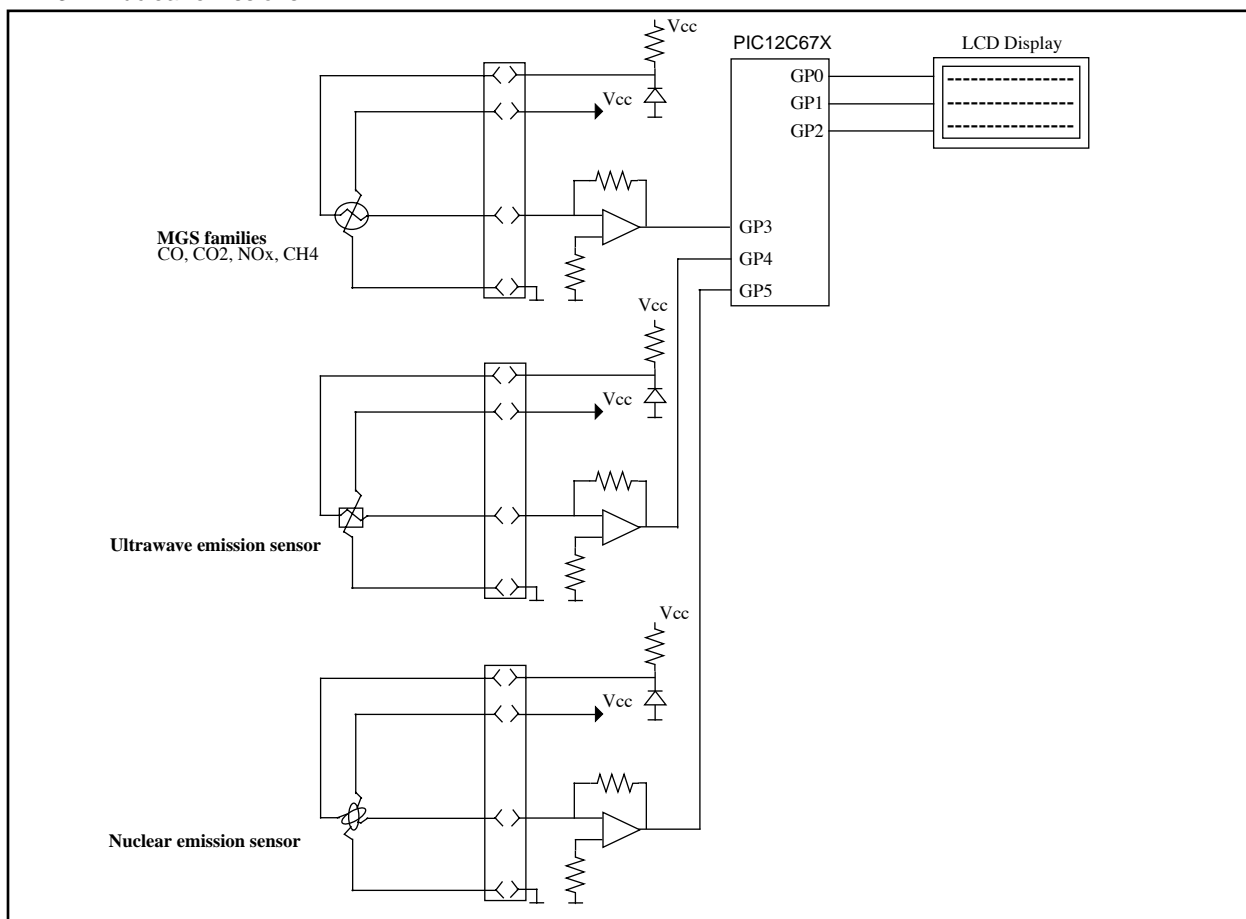 Vcc
PIC12C67X
LCD Display
GP0
GP1
GP2
Vcc
MGS families
CO, CO2, NOx, CH4
GP3
GP4
GP5
Vcc
Vcc
Ultrawave emission sensor
Vcc
Vcc
Nuclear emission sensor